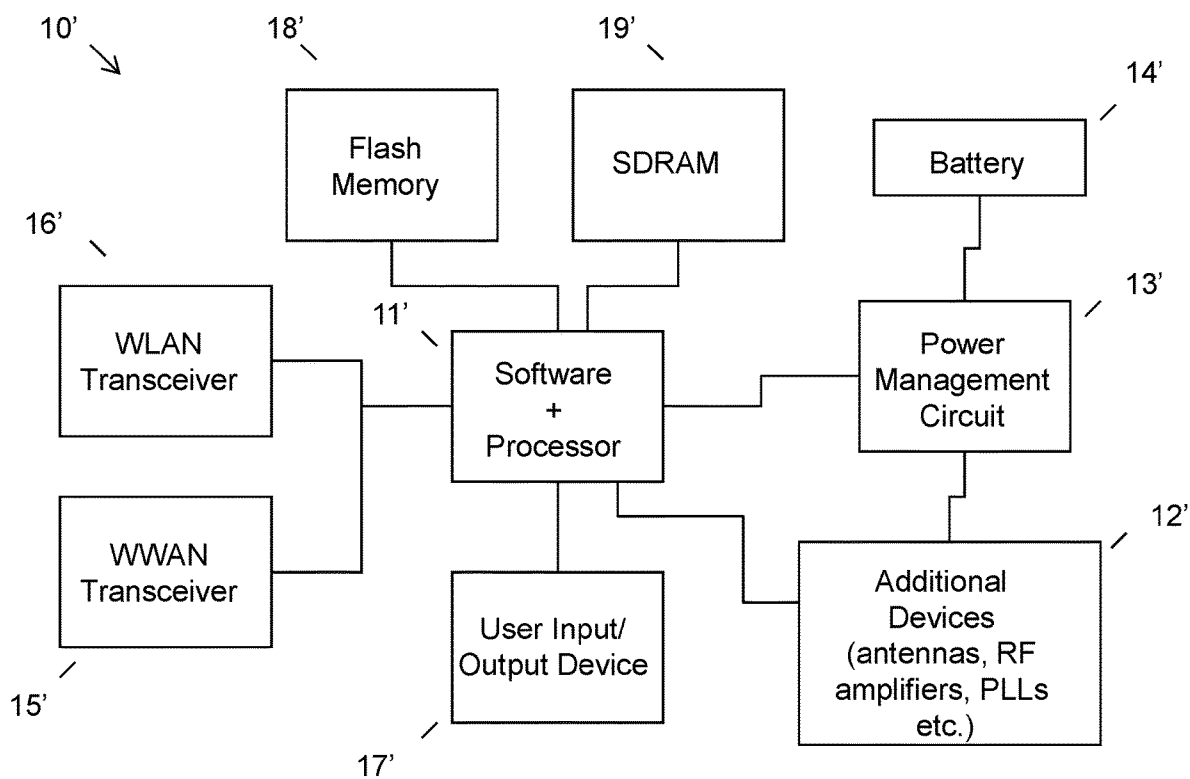 10’
18’
19’
14’
Flash
Memory
SDRAM
Battery
16’
13’
11’
WLAN
Transceiver
Software
+
Processor
Power
Management
Circuit
12’
WWAN
Transceiver
User Input/
Output Device
Additional
Devices
(antennas, RF
amplifiers, PLLs
etc.)
15’
17’